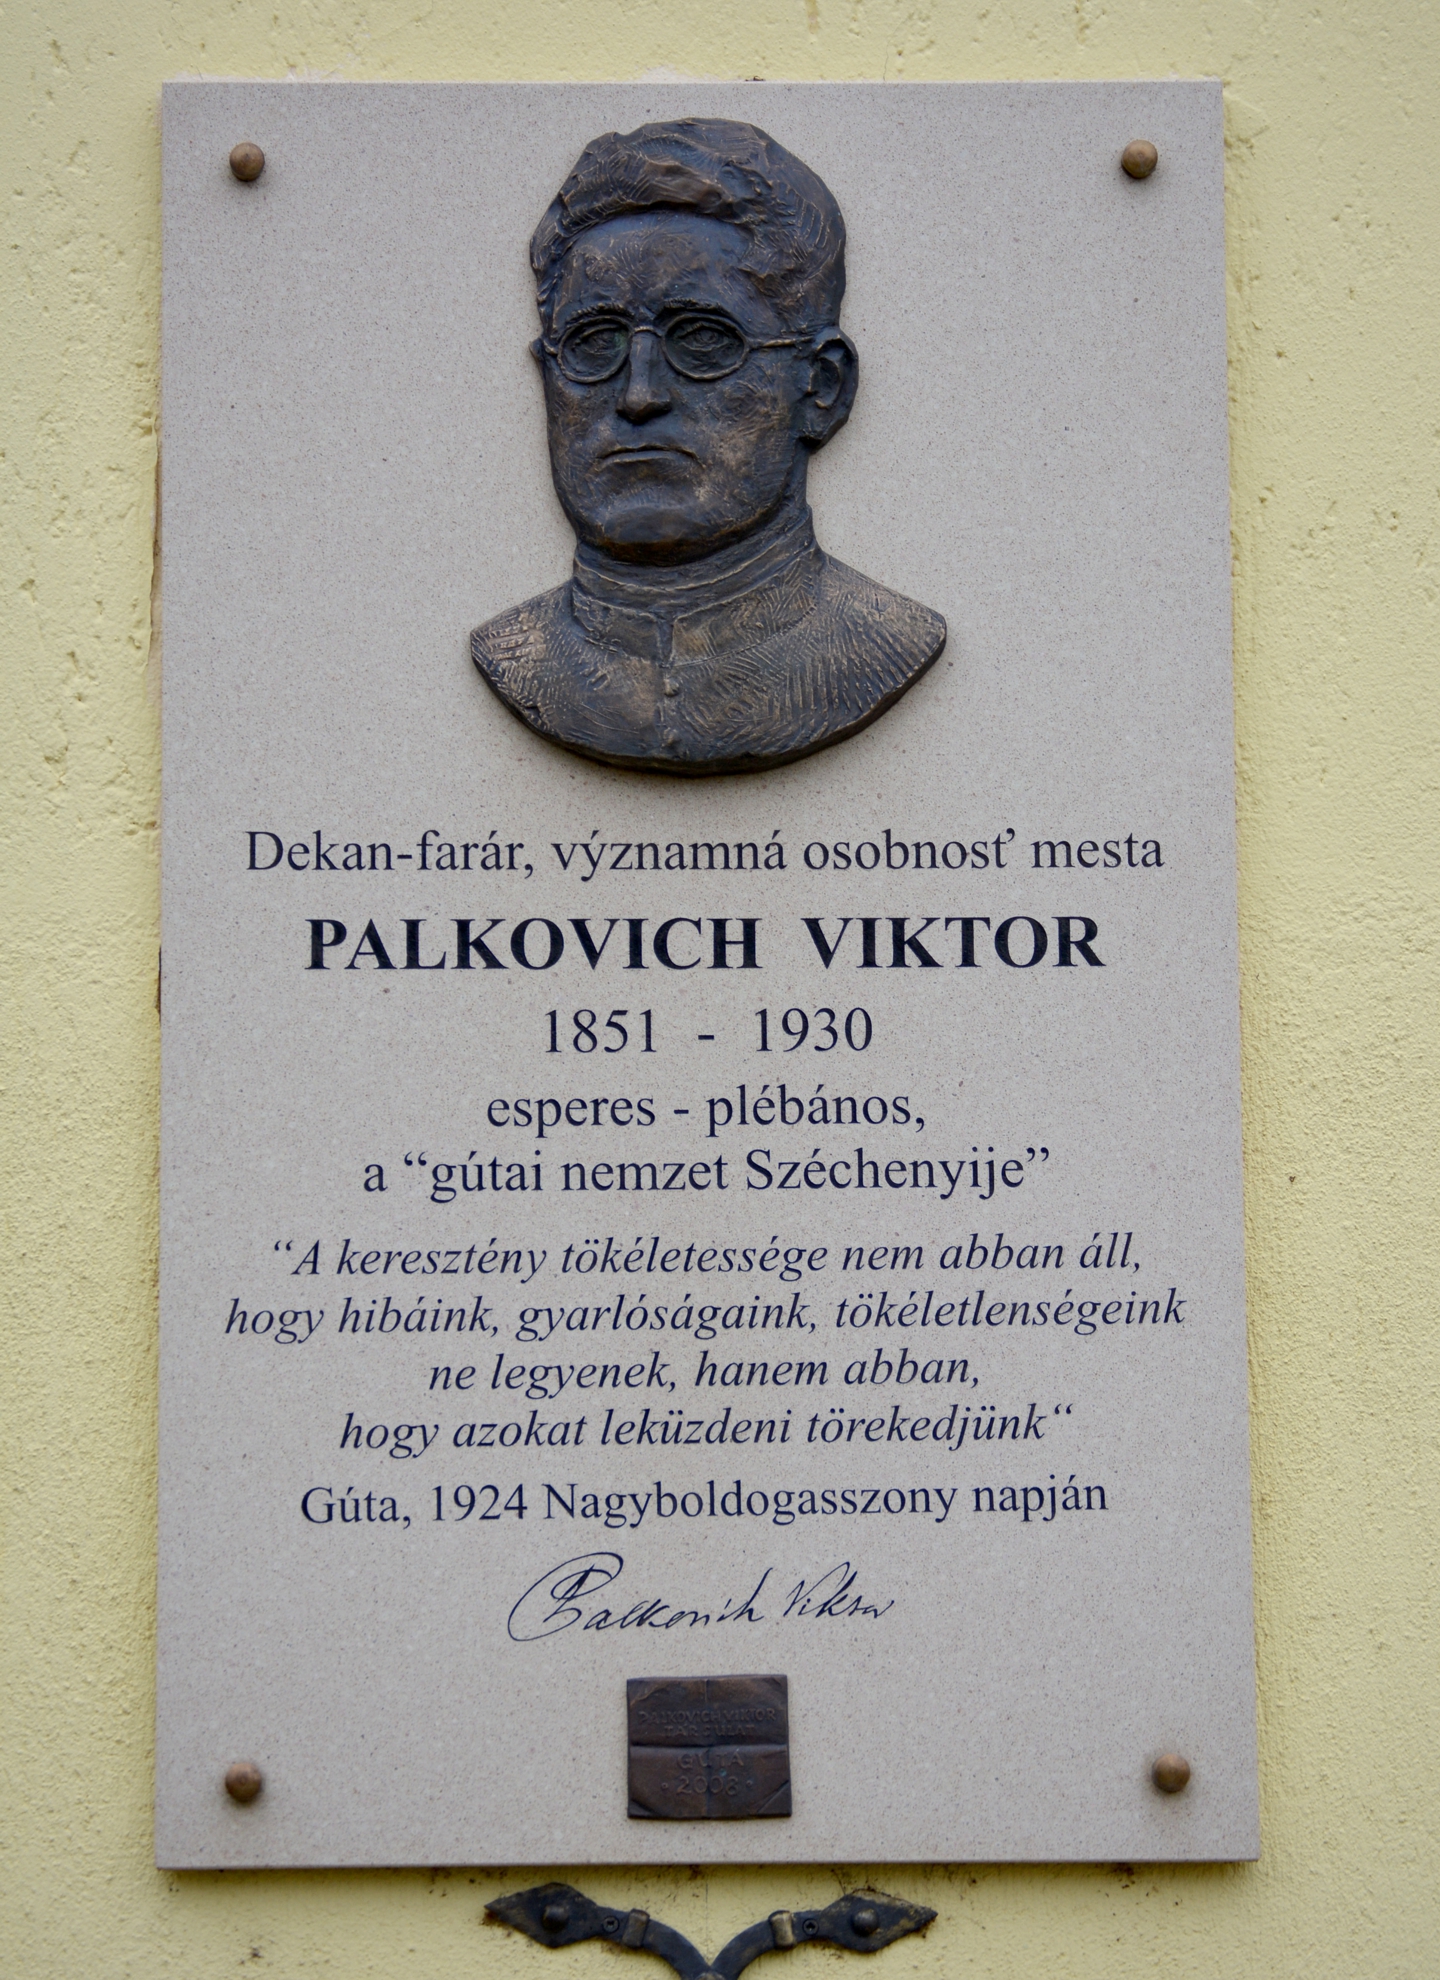 Dekan-farár, významná osobnosť mesta
PALKOVICH VIKTOR
1851 - 1930
esperes - plébános,
a “gútai nemzet Széchenyije”
“A keresztény tökéletessége nem abban áll,
hogy hibáink, gyarlóságaink, tökéletlenségeink
ne legyenek, hanem abban,
hogy azokat leküzdeni törekedjünk“
Gúta, 1924 Nagyboldogasszony napján
Palkovich Viktor
PALKOVICH VIKTOR
TÁRSULAT
GÚTA
·2008·